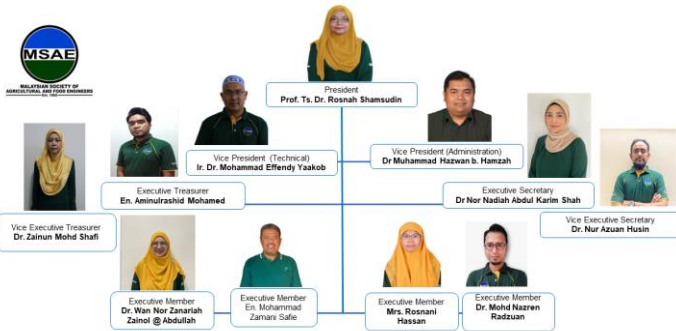 MSAE
MALAYSIAN SOCIETY OF
AGRICULTURAL AND FOOD ENGINEERS
President
Prof. Ts. Dr. Rosnah Shamsudin
Vice President (Technical)
Ir. Dr. Mohammad Effendy Yaakob
Vice President (Administration)
Dr Muhammad Hazwan b. Hamzah
Executive Treasurer
En. Aminulrashid Mohamed
Executive Secretary
Dr Nor Nadiah Abdul Karim Shah
Vice Executive Treasurer
Dr. Zainun Mohd Shafi
Vice Executive Secretary
Dr. Nur Azuan Husin
Executive Member
Dr. Wan Nor Zanariah
Zainol @ Abdullah
Executive Member
En. Mohammad
Zamani Safie
Executive Member
Mrs. Rosnani
Hassan
Executive Member
Dr. Mohd Nazren
Radzuan